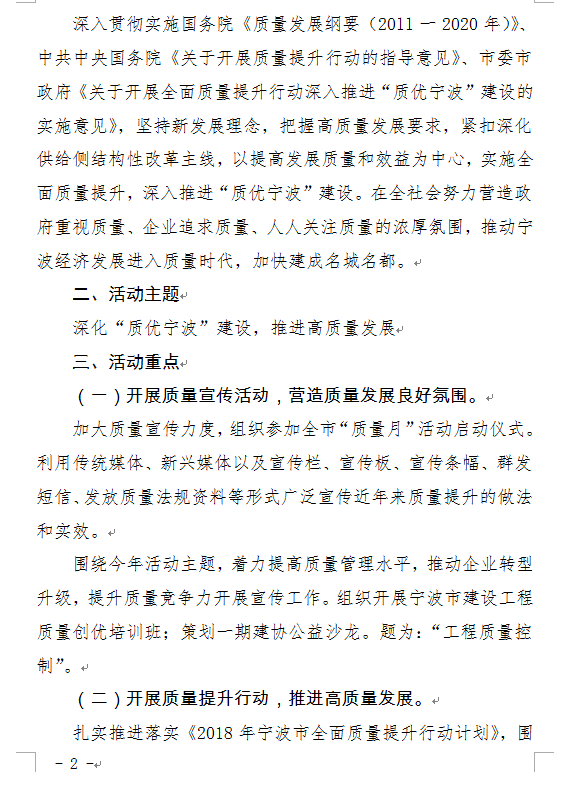 深入贯彻实施国务院《质量发展纲要（2011 一 2020 年）》、
中共中央国务院《关于开展质量提升行动的指导意见》、市委市
政府《关于开展全面质量提升行动深入推进“质优宁波”建设的
实施意见》，坚持新发展理念，把握高质量发展要求，紧扣深化
供给侧结构性改革主线，以提高发展质量和效益为中心，实施全
面质量提升，深入推进“质优宁波”建设。在全社会努力营造政
府重视质量、企业追求质量、人人关注质量的浓厚氛围，推动宁
波经济发展进入质量时代，加快建成名城名都。
二、活动主题
深化“质优宁波”建设，推进高质量发展
三、活动重点
（一）开展质量宣传活动，营造质量发展良好氛围。
加大质量宣传力度，组织参加全市“质量月”活动启动仪式。
利用传统媒体、新兴媒体以及宣传栏、宣传板、宣传条幅、群发
短信、发放质量法规资料等形式广泛宣传近年来质量提升的做法
和实效。
围绕今年活动主题，着力提高质量管理水平，推动企业转型
升级，提升质量竞争力开展宣传工作。组织开展宁波市建设工程
质量创优培训班；策划一期建协公益沙龙。题为：“工程质量控
制”。
（二）开展质量提升行动，推进高质量发展。
扎实推进落实《2018 年宁波市全面质量提升行动计划》，围
- 2 -